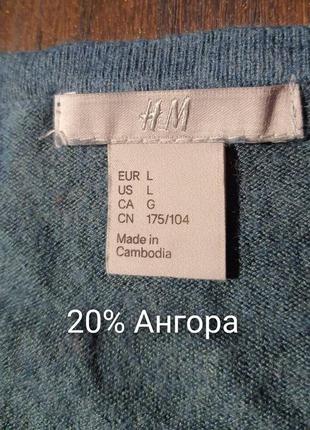 H&M
EUR L
US L
CA G
CN 175/104
Made in
Cambodia
20% Ангора